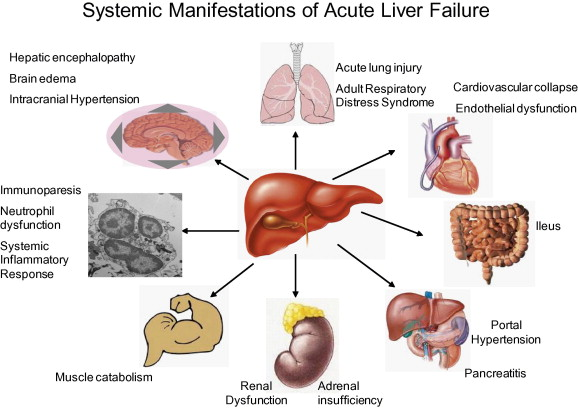 Systemic Manifestations of Acute Liver Failure
Hepatic encephalopathy
Brain edema
Intracranial Hypertension
Acute lung injury
Adult Respiratory
Distress Syndrome
Cardiovascular collapse
Endothelial dysfunction
Immunoparesis
Neutrophil
dysfunction
Systemic
Inflammatory
Response
Ileus
Muscle catabolism
Renal
Dysfunction
Adrenal
insufficiency
Portal
Hypertension
Pancreatitis